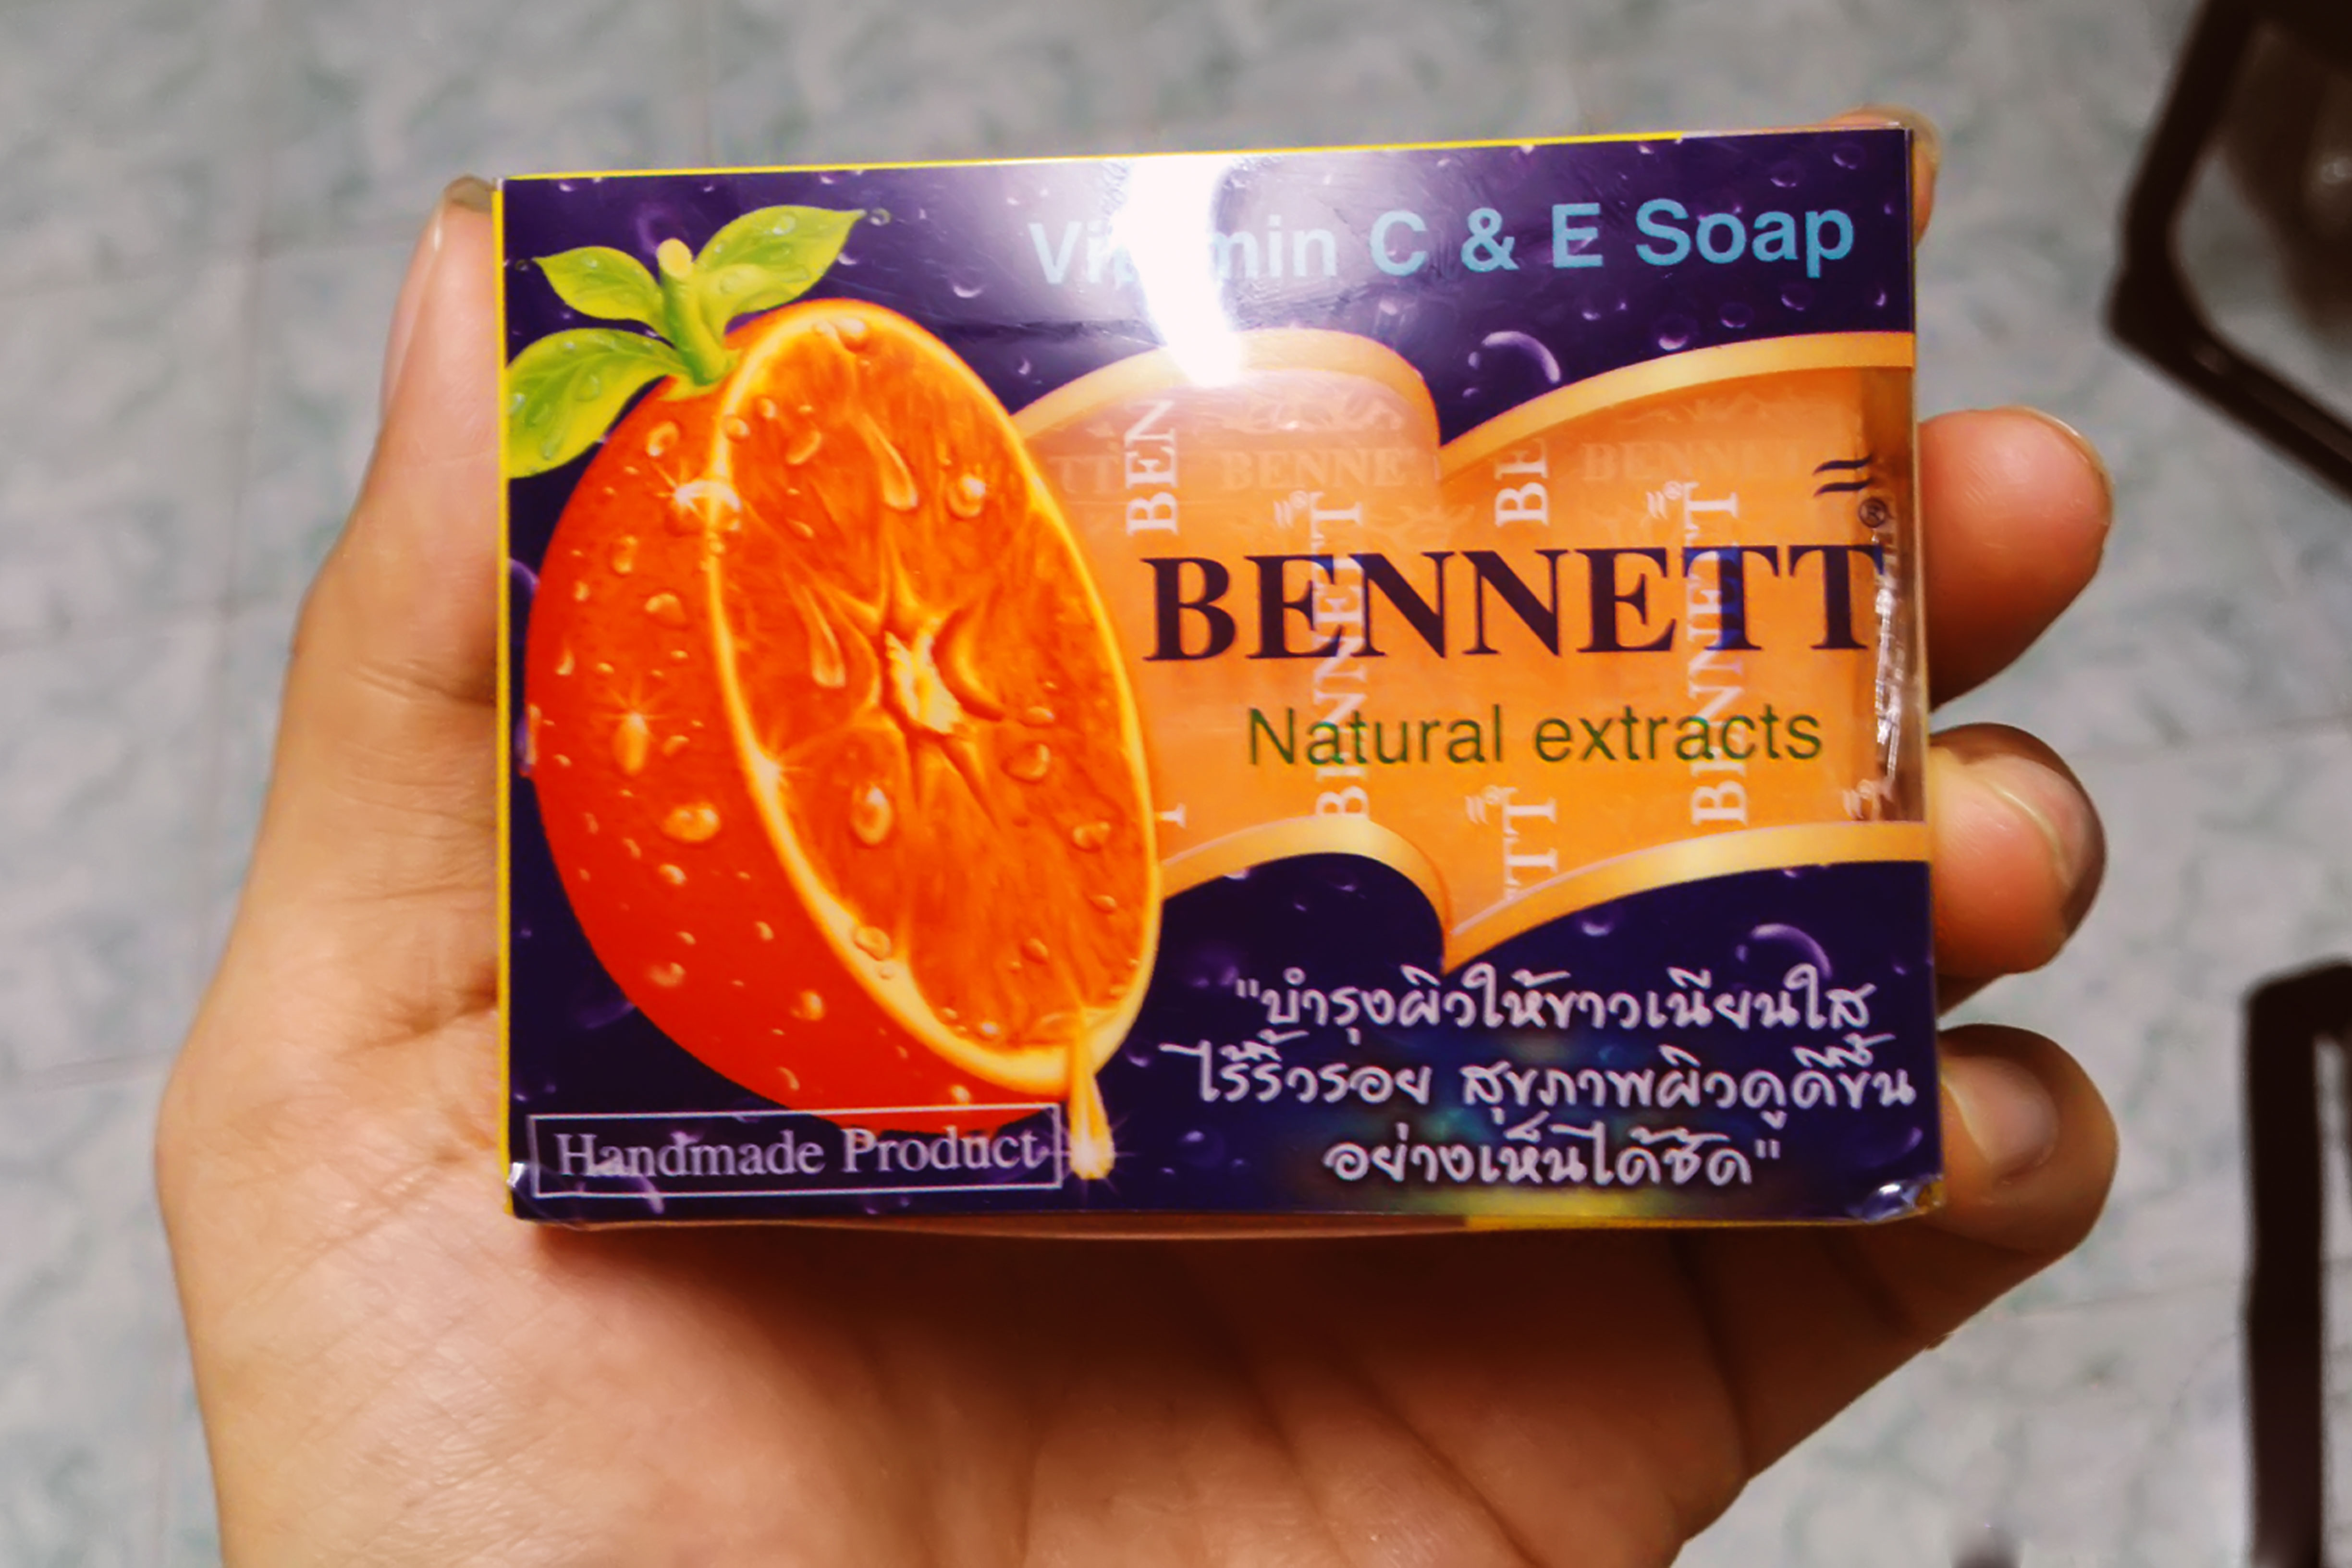 Vitamin C & E Soap
BENNETT
Natural extracts
"บำรุงผิวให้ขาวเนียนใส
ไร้ริ้วรอย สุขภาพผิวดูดีขึ้น
อย่างเห็นได้ชัด"
Handmade Product